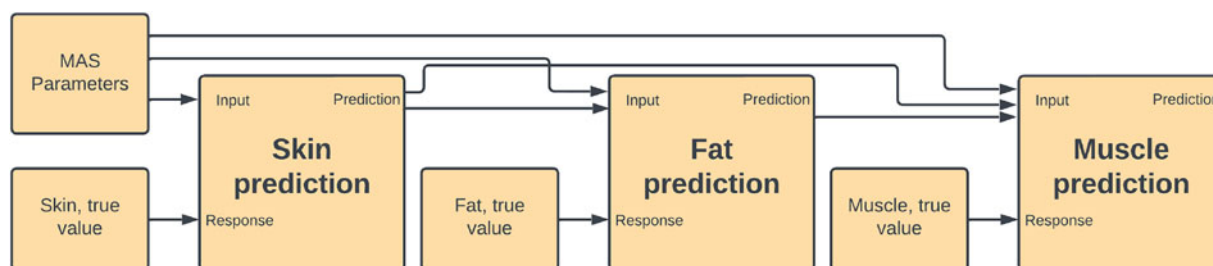 MAS
Parameters
Input
Prediction
Skin
prediction
Response
Skin, true
value
Input
Prediction
Fat
prediction
Response
Fat, true
value
Input
Prediction
Muscle
prediction
Response
Muscle, true
value